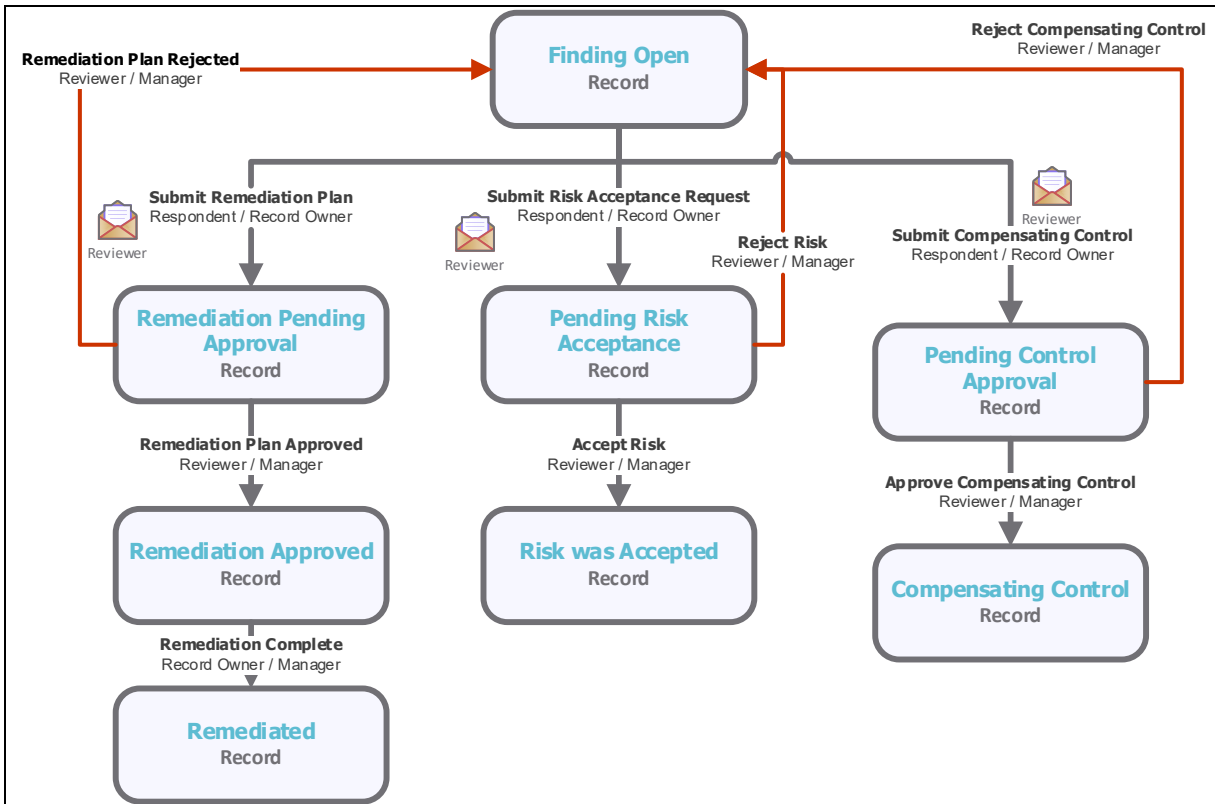 Finding Open
Record
Remediation Plan Rejected
Reviewer / Manager
Reject Compensating Control
Reviewer / Manager
Submit Remediation Plan
Respondent / Record Owner
Reviewer
Submit Risk Acceptance Request
Respondent / Record Owner
Reviewer
Reject Risk
Reviewer / Manager
Reviewer
Submit Compensating Control
Respondent / Record Owner
Remediation Pending
Approval
Record
Pending Risk
Acceptance
Record
Pending Control
Approval
Record
Remediation Plan Approved
Reviewer / Manager
Accept Risk
Reviewer / Manager
Approve Compensating Control
Reviewer / Manager
Remediation Approved
Record
Risk was Accepted
Record
Compensating Control
Record
Remediation Complete
Record Owner / Manager
Remediated
Record